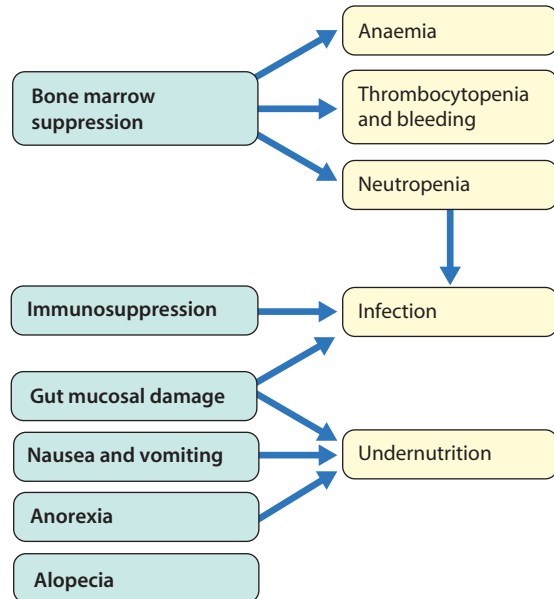 Anaemia
Bone marrow
suppression
Thrombocytopenia
and bleeding
Neutropenia
Immunosuppression
Infection
Gut mucosal damage
Nausea and vomiting
Undernutrition
Anorexia
Alopecia